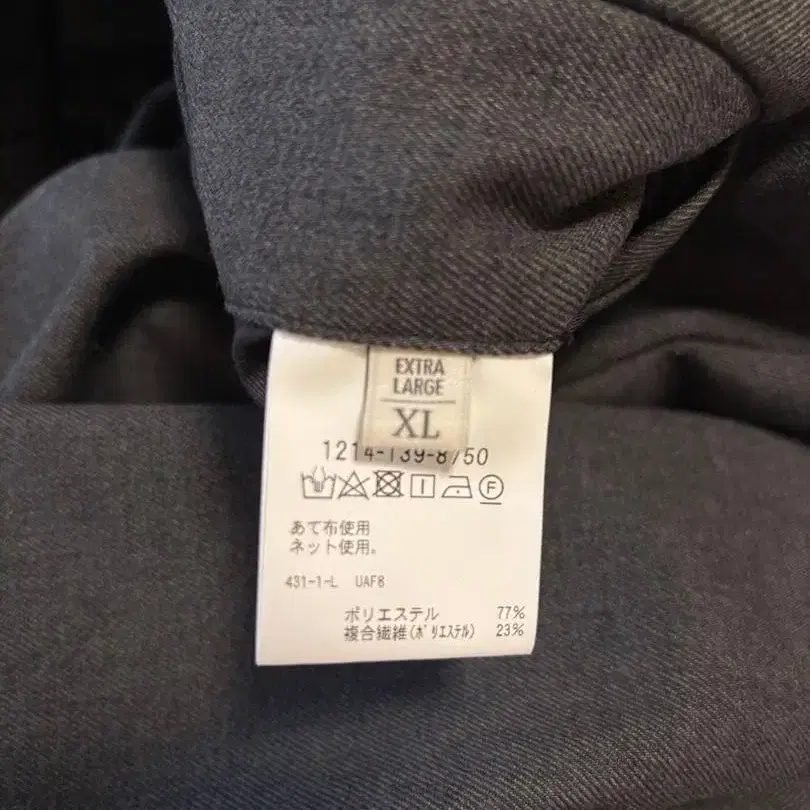 EXTRA
LARGE
XL
1214-139-8750
F
あて布使用
ネット使用。
431-1-L UAF8
ポリエステル 77%
複合繊維(ポリエステル) 23%